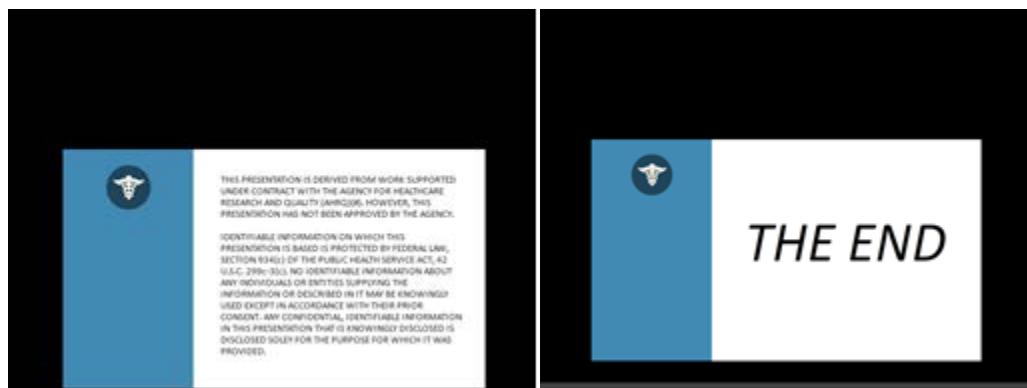 THIS PRESENTATION IS DERIVED FROM WORK SUPPORTED
UNDER CONTRACT WITH THE AGENCY FOR HEALTHCARE
RESEARCH AND QUALITY (AHRQ)(R). HOWEVER, THIS
PRESENTATION HAS NOT BEEN APPROVED BY THE AGENCY.
IDENTIFIABLE INFORMATION ON WHICH THIS
PRESENTATION IS BASED IS PROTECTED BY FEDERAL LAW,
SECTION 934(c) OF THE PUBLIC HEALTH SERVICE ACT, 42
U.S.C. 299c-3(c). NO IDENTIFIABLE INFORMATION ABOUT
ANY INDIVIDUALS OR ENTITIES SUPPLYING THE
INFORMATION OR DESCRIBED IN IT MAY BE KNOWINGLY
USED EXCEPT IN ACCORDANCE WITH THEIR PRIOR
CONSENT. ANY CONFIDENTIAL, IDENTIFIABLE INFORMATION
IN THIS PRESENTATION THAT IS KNOWINGLY DISCLOSED IS
DISCLOSED SOLEY FOR THE PURPOSE FOR WHICH IT WAS
PROVIDED.
THE END